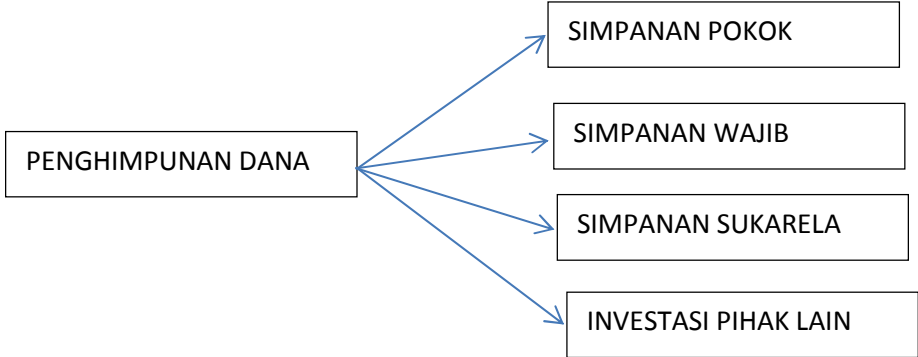 SIMPANAN POKOK
SIMPANAN WAJIB
PENGHIMPUNAN DANA
SIMPANAN SUKARELA
INVESTASI PIHAK LAIN